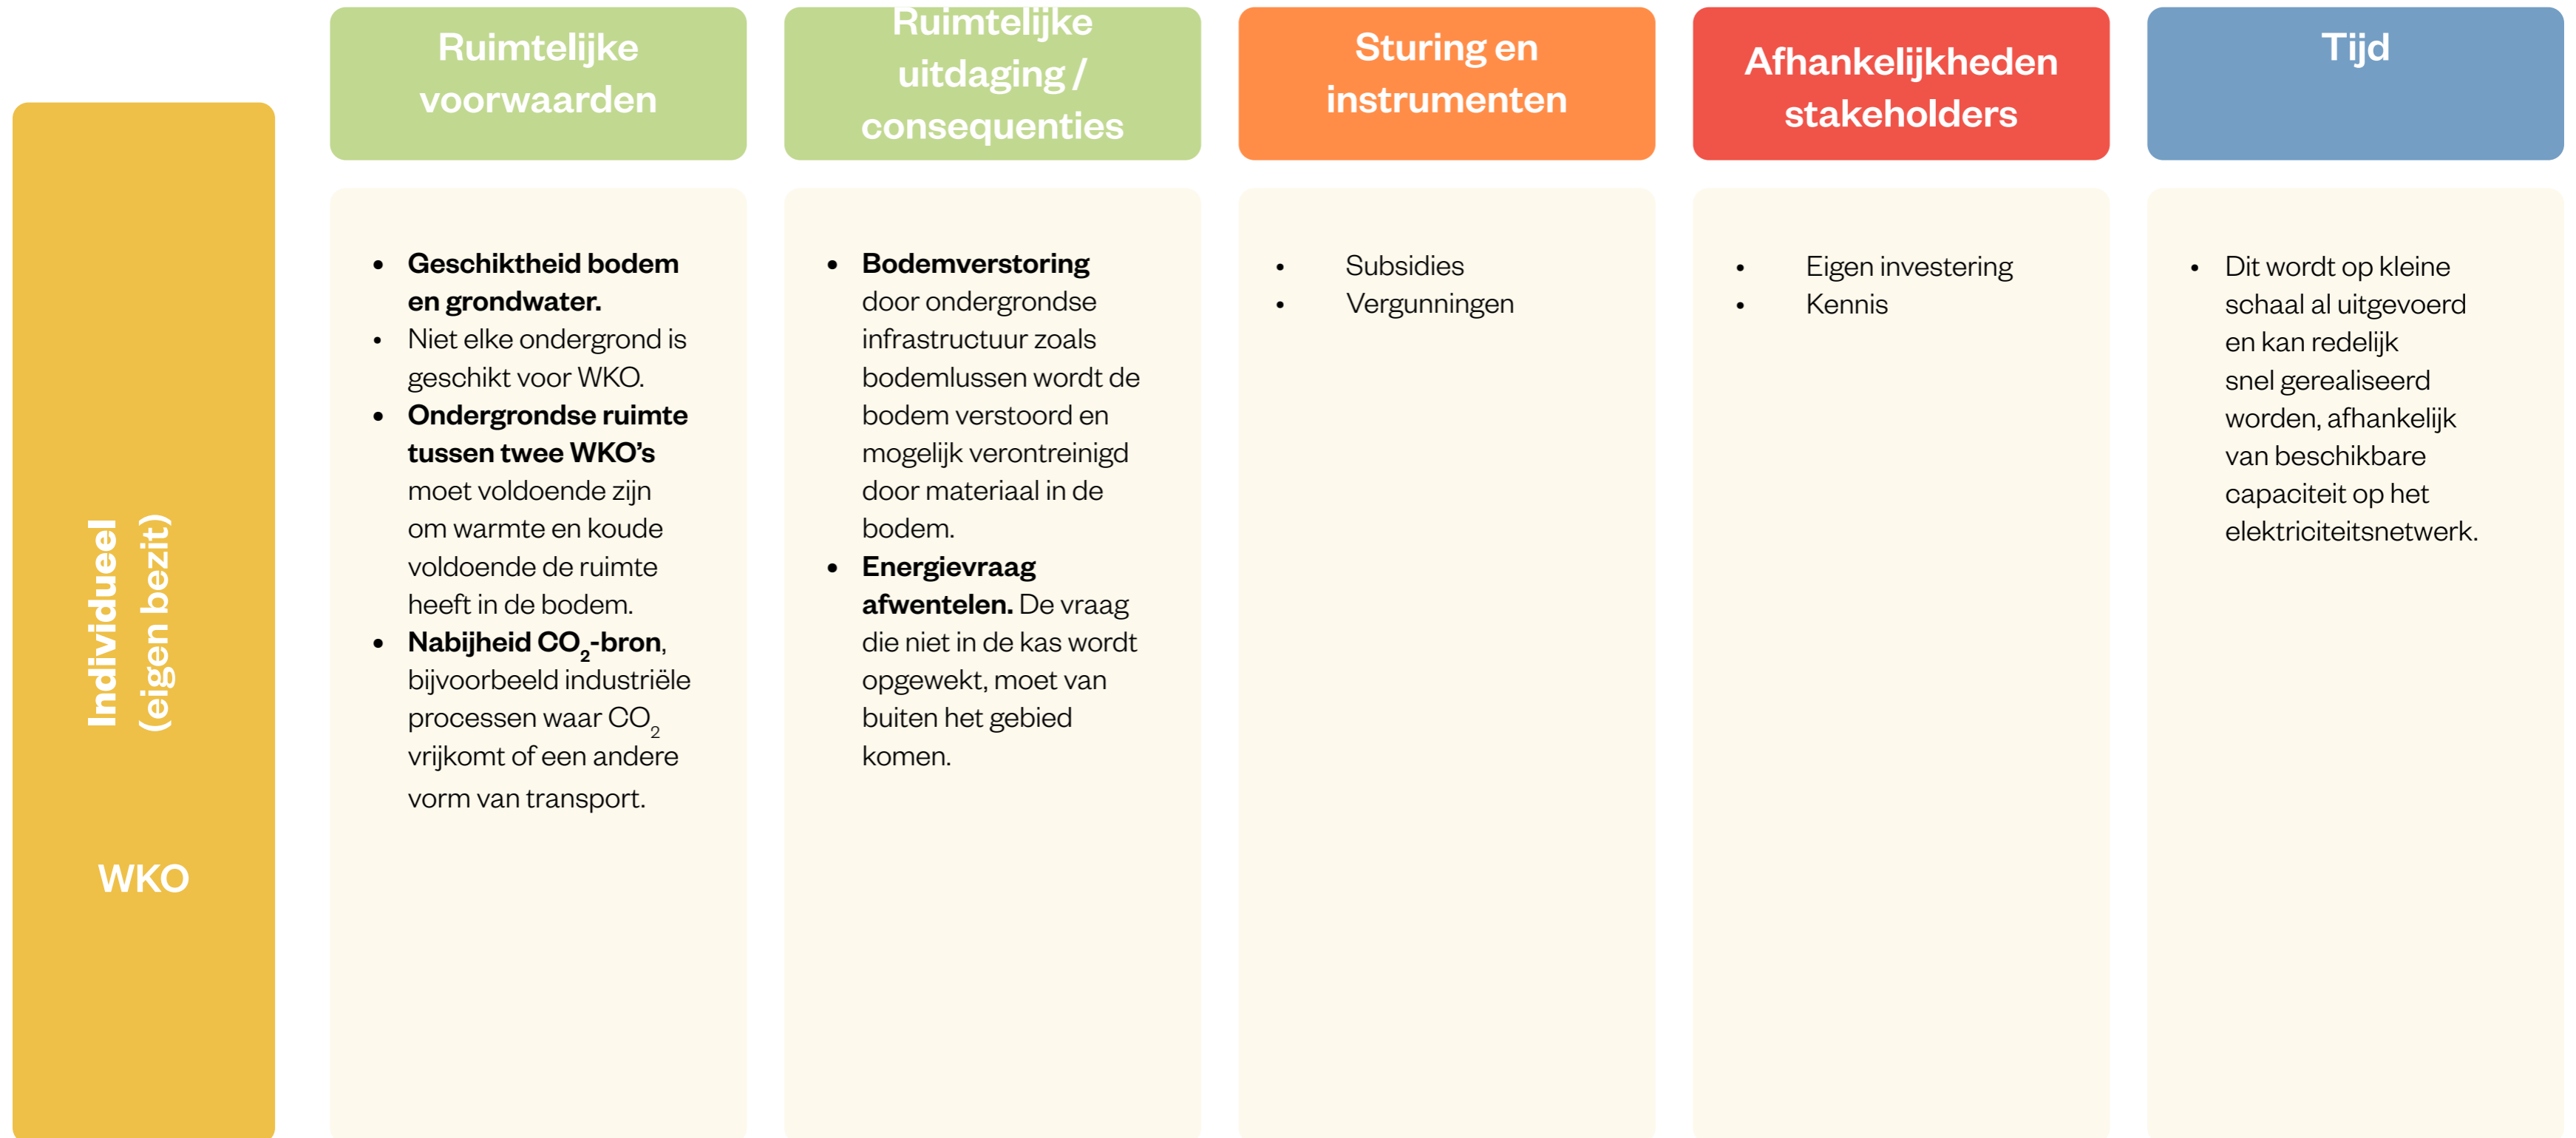 Ruimtelijke
voorwaarden
Ruimtelijke
uitdaging /
consequenties
Sturing en
instrumenten
Afhankelijkheden
stakeholders
Tijd
Individueel
(eigen bezit)
WKO
• Geschiktheid bodem
en grondwater.
• Niet elke ondergrond is
geschikt voor WKO.
• Ondergrondse ruimte
tussen twee WKO’s
moet voldoende zijn
om warmte en koude
voldoende de ruimte
heeft in de bodem.
• Nabijheid CO₂-bron,
bijvoorbeeld industriële
processen waar CO₂
vrijkomt of een andere
vorm van transport.
• Bodemverstoring
door ondergrondse
infrastructuur zoals
bodemlussen wordt de
bodem verstoord en
mogelijk verontreinigd
door materiaal in de
bodem.
• Energievraag
afwentelen. De vraag
die niet in de kas wordt
opgewekt, moet van
buiten het gebied
komen.
• Subsidies
• Vergunningen
• Eigen investering
• Kennis
• Dit wordt op kleine
schaal al uitgevoerd
en kan redelijk
snel gerealiseerd
worden, afhankelijk
van beschikbare
capaciteit op het
elektriciteitsnetwerk.